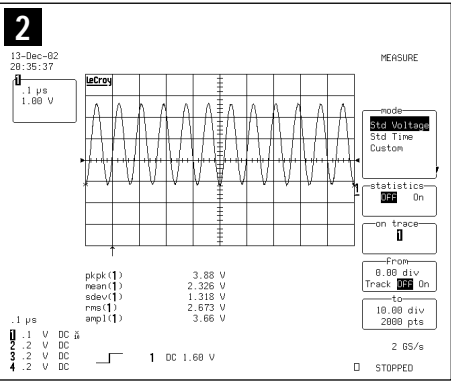 2
13-Dec-02
20:35:37
1
.1 µs
1.00 V
LeCroy
MEASURE
mode
Std Voltage
Std Time
Custom
1
statistics
OFF On
on trace
1
From
0.00 div
Track OFF On
to
10.00 div
2000 pts
pkpk(1) 3.88 V
mean(1) 2.326 V
sdev(1) 1.318 V
rms(1) 2.673 V
ampl(1) 3.66 V
.1 µs
1 .1 V DC X10
2 .2 V DC
3 .2 V DC
4 .2 V DC
1 DC 1.60 V
2 GS/s
STOPPED